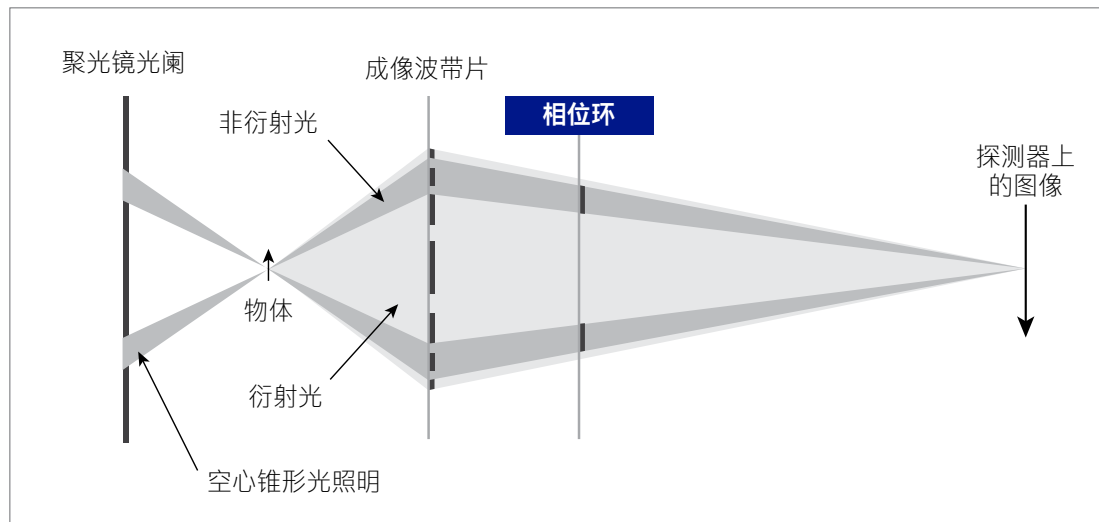 聚光镜光阑
成像波带片
相位环
非衍射光
探测器上
的图像
物体
衍射光
空心锥形光照明